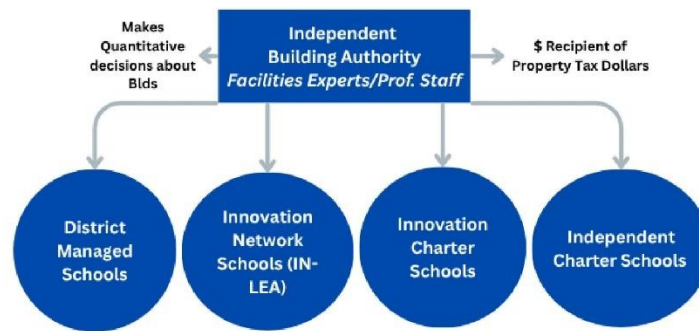 Makes
Quantitative
decisions about
Blds
Independent
Building Authority
Facilities Experts/Prof. Staff
$ Recipient of
Property Tax Dollars
District
Managed
Schools
Innovation
Network
Schools (IN-
LEA)
Innovation
Charter
Schools
Independent
Charter Schools